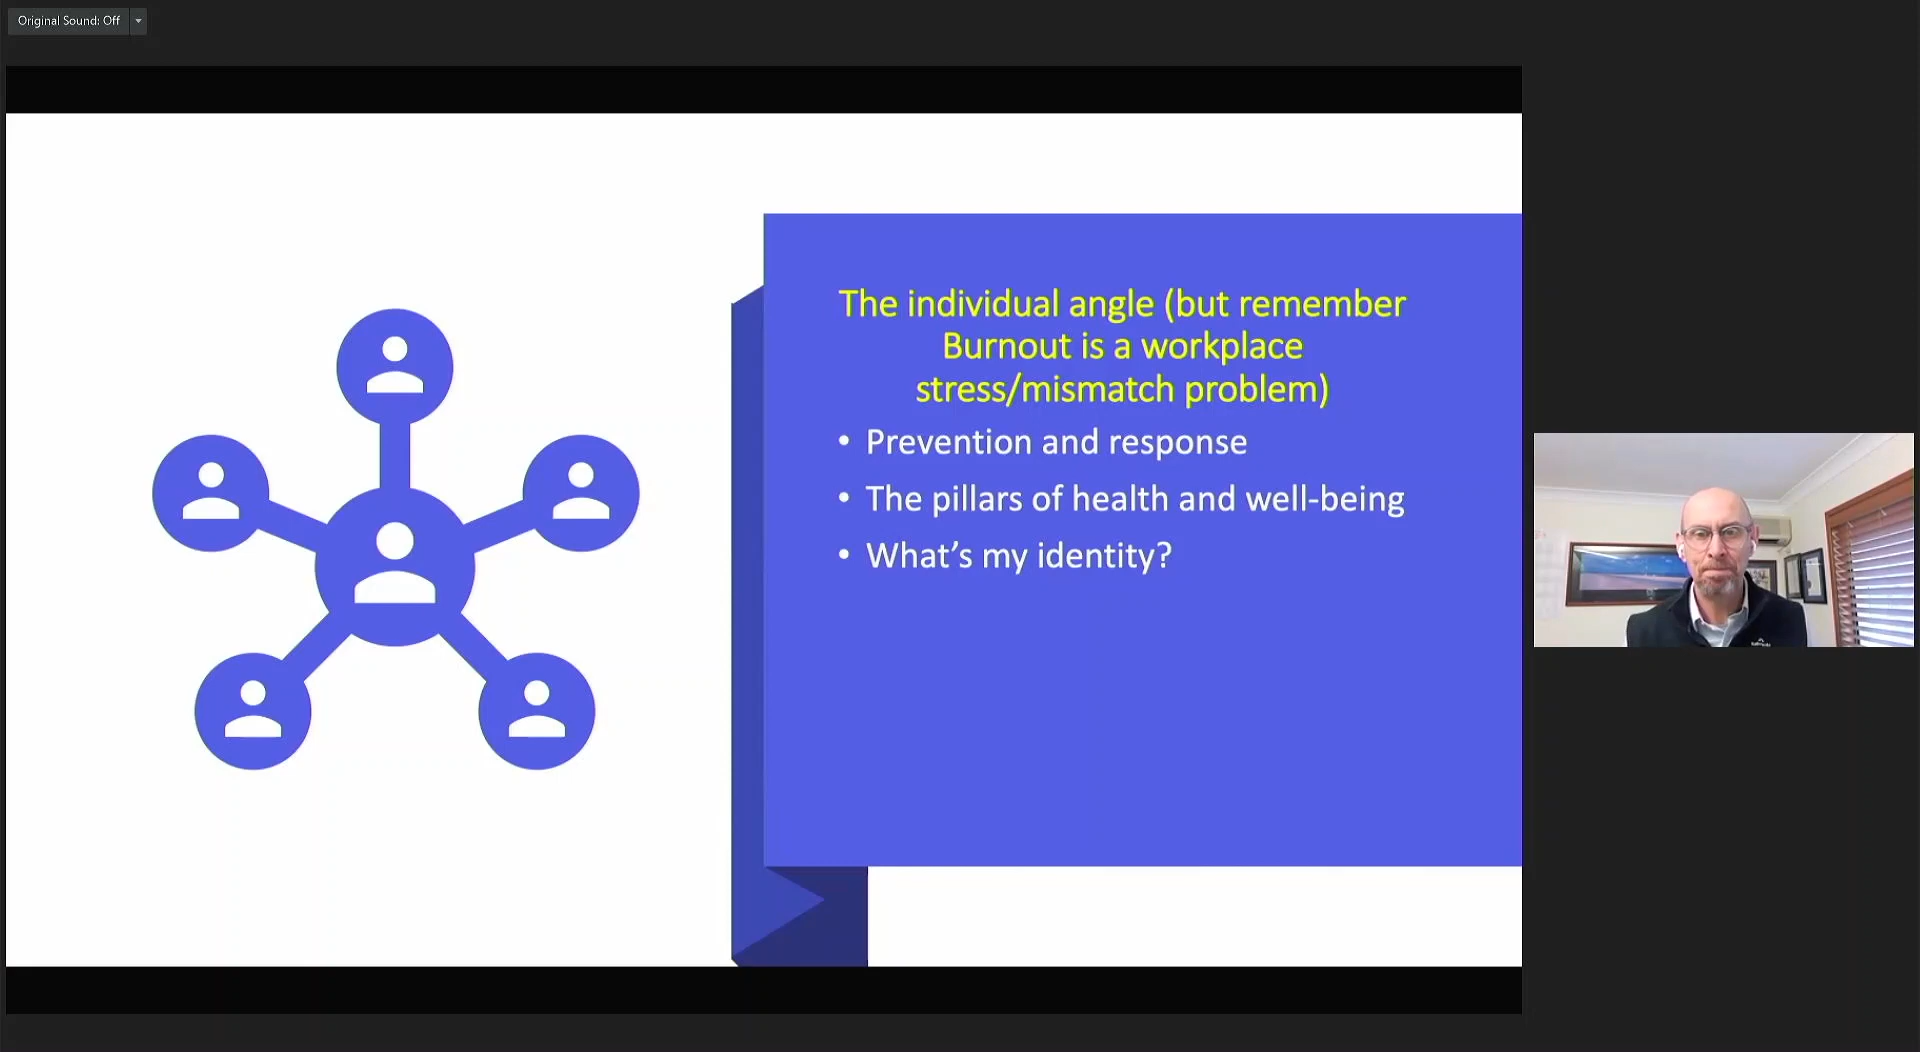 Original Sound: Off
The individual angle (but remember
Burnout is a workplace
stress/mismatch problem)
• Prevention and response
• The pillars of health and well-being
• What's my identity?